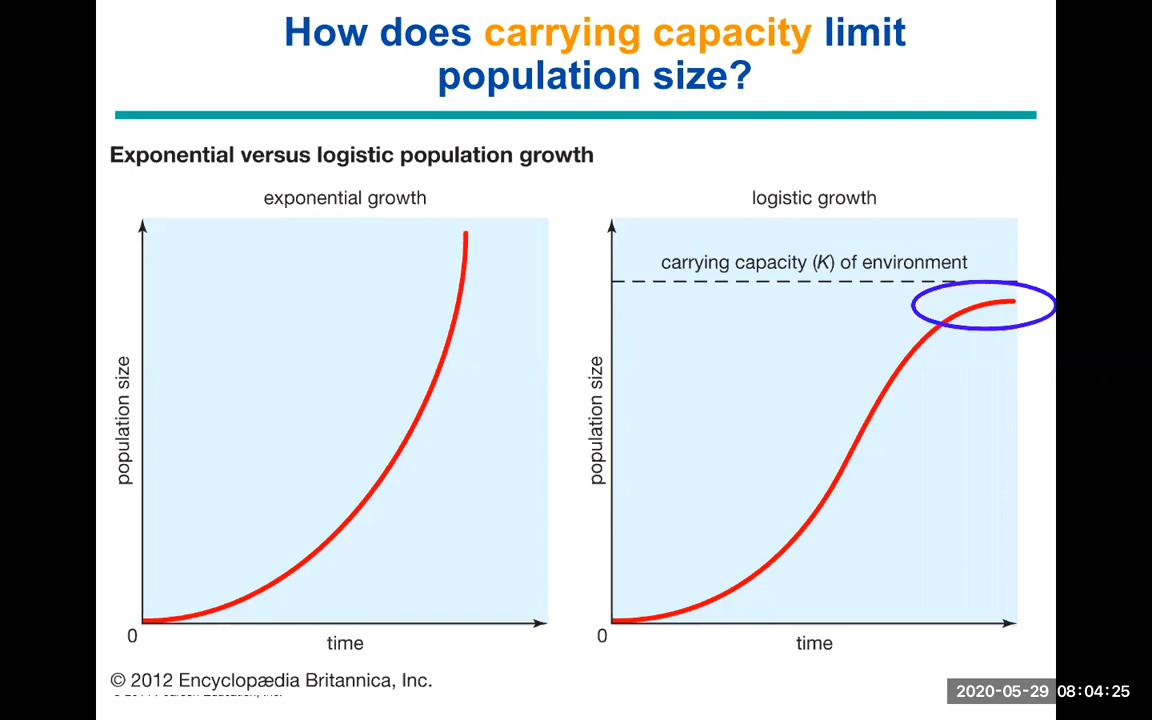 How does carrying capacity limit
population size?
Exponential versus logistic population growth
exponential growth
population size
0
time
logistic growth
carrying capacity (K) of environment
population size
0
time
© 2012 Encyclopædia Britannica, Inc.
2020-05-29 08:04:25